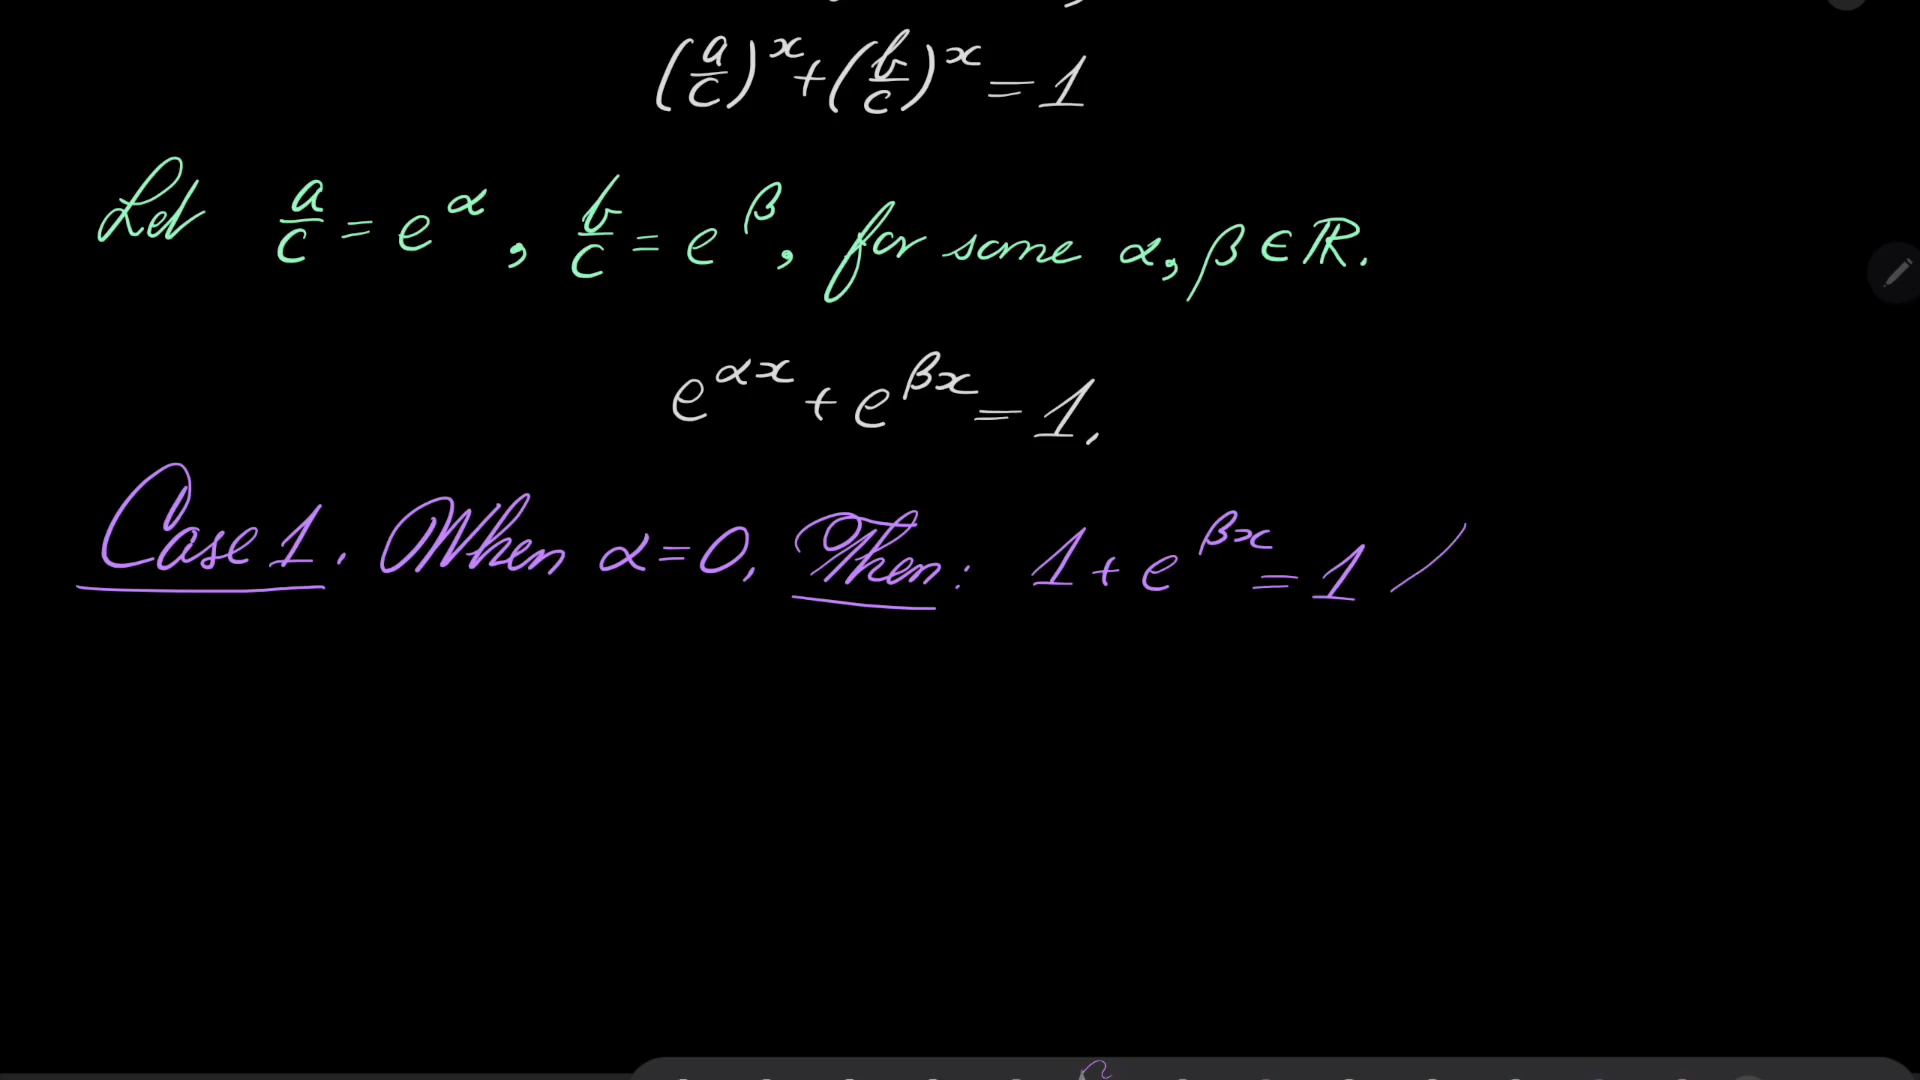 (a/c)^x + (b/c)^x = 1
Let a/c = e^α, b/c = e^β, for some α, β ∈ ℝ.
e^{αx} + e^{βx} = 1.
Case 1. When α = 0, Then: 1 + e^{βx} = 1